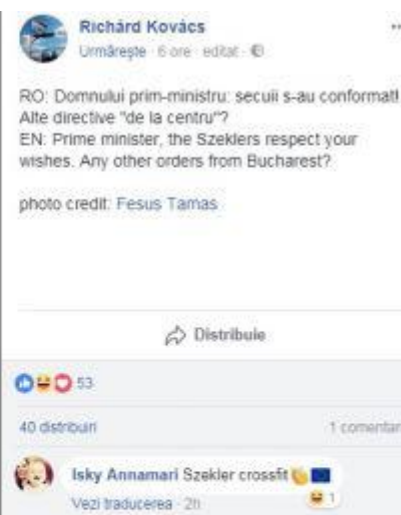 Richárd Kovács
Urmărește · 6 ore · editat ·
RO: Domnului prim-ministru: secuii s-au conformat!
Alte directive "de la centru"?
EN: Prime minister, the Szeklers respect your
wishes. Any other orders from Bucharest?
photo credit: Fesus Tamas
Distribuie
53
40 distribuiri
1 comentar
Isky Annamari Szekler crossfit
1
Vezi traducerea · 2h